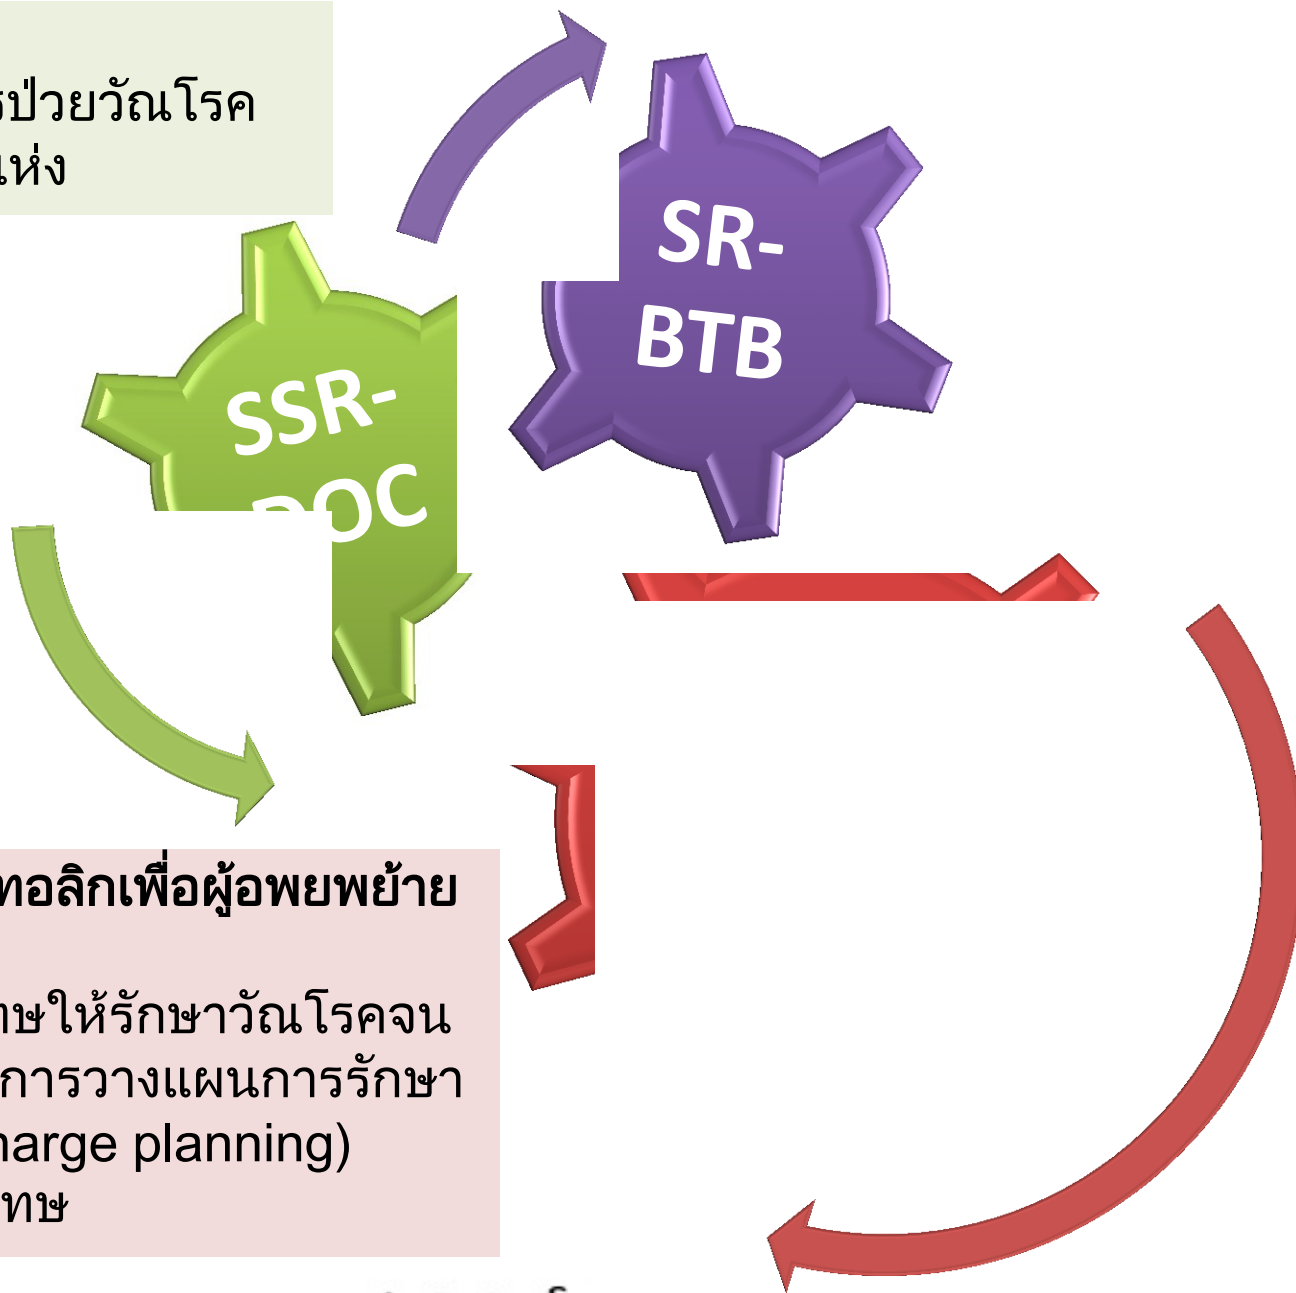 ป่วยวัณโรค
แห่ง
SR-
BTB
SSR-
DOC
ทอลิกเพื่อผู้อพยพย้าย
ทษให้รักษาวัณโรคจน
การวางแผนการรักษา
harge planning)
ทษ